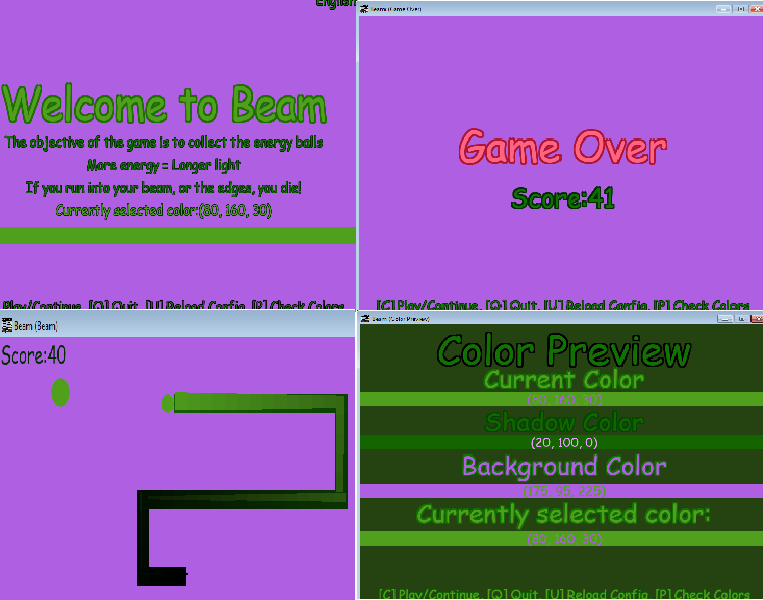 English
Welcome to Beam
The objective of the game is to collect the energy balls
More energy = Longer light
If you run into your beam, or the edges, you die!
Currently selected color:(80, 160, 30)
Play/Continue, [Q] Quit, [U] Reload Config, [P] Check Colors
Beam (Game Over)
Game Over
Score:41
[C] Play/Continue, [Q] Quit, [U] Reload Config, [P] Check Colors
Beam (Beam)
Score:40
Beam (Color Preview)
Color Preview
Current Color
(80, 160, 30)
Shadow Color
(20, 100, 0)
Background Color
(175, 95, 225)
Currently selected color:
(80, 160, 30)
[C] Play/Continue, [Q] Quit, [U] Reload Config, [P] Check Colors